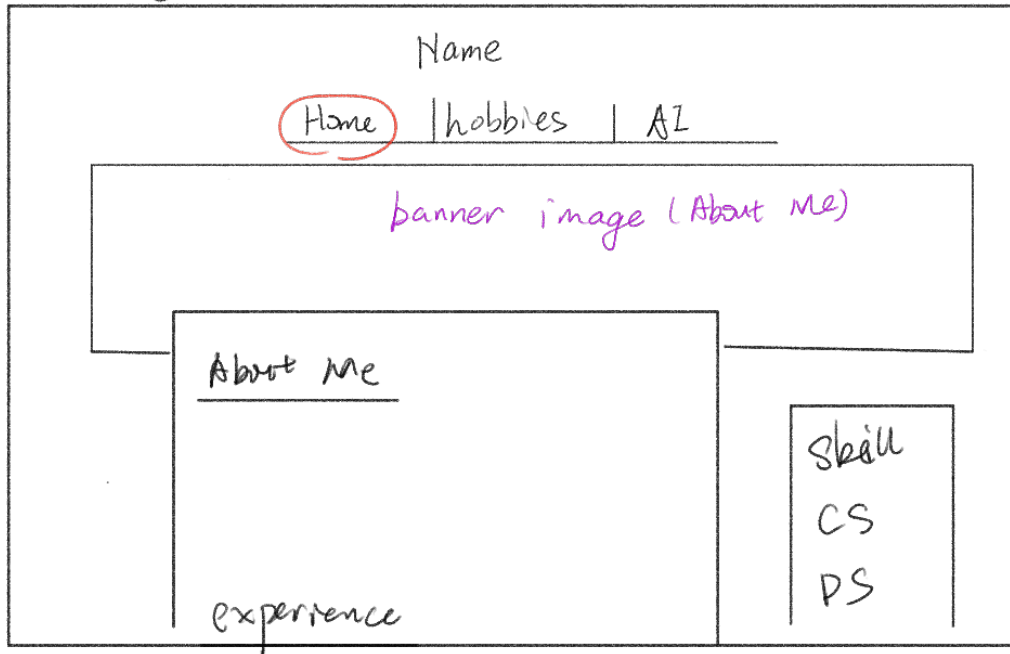 Name
Home | hobbies | AI
banner image (About Me)
About Me
experience
Skill
CS
PS